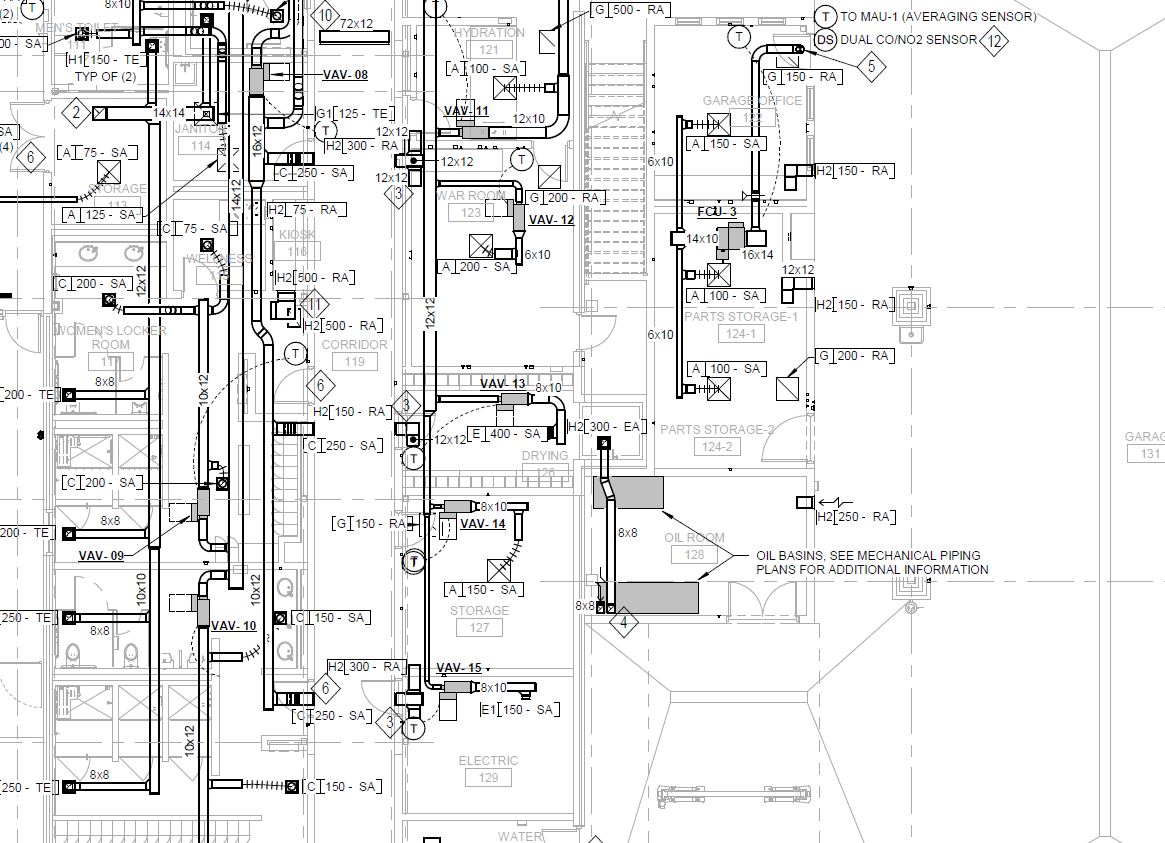 8x10
(2)
T
MEN'S TOILET
111
00 - SA
H1 150 - TE
TYP OF (2)
10
72x12
VAV-08
T
HYDRATION
121
A 100 - SA
G 500 - RA
T TO MAU-1 (AVERAGING SENSOR)
DS DUAL CO/NO2 SENSOR 12
T
5
G 150 - RA
GARAGE OFFICE
2
14x14
G1 125 - TE
T
VAV-11
12x10
SA
(4)
6
A 75 - SA
JANITOR
114
16x12
H2 300 - RA
12x12
12x12
12x12
3
T
A 150 - SA
6x10
H2 150 - RA
STORAGE
113
A 125 - SA
14x12
C 250 - SA
WAR ROOM
123
G 200 - RA
VAV-12
6x10
A 200 - SA
C 75 - SA
H2 75 - RA
KIOSK
116
FCU-3
14x10
16x14
WELLNESS
12x12
C 200 - SA
H2 500 - RA
11
H2 500 - RA
12x12
12x12
A 100 - SA
H2 150 - RA
PARTS STORAGE-1
124-1
6x10
WOMEN'S LOCKER
ROOM
CORRIDOR
119
T
G 200 - RA
A 100 - SA
8x8
10x12
6
VAV-13
8x10
200 - TE
H2 150 - RA
3
E 400 - SA
H2 300 - EA
PARTS STORAGE-2
124-2
GARAG
131
C 250 - SA
12x12
T
DRYING
126
C 200 - SA
8x8
200 - TE
G 150 - RA
8x10
VAV-14
T
8x8
H2 250 - RA
OIL ROOM
128
VAV-09
OIL BASINS, SEE MECHANICAL PIPING
PLANS FOR ADDITIONAL INFORMATION
10x10
10x12
A 150 - SA
STORAGE
127
8x8
4
250 - TE
8x8
VAV-10
C 150 - SA
H2 300 - RA
VAV-15
8x10
E1 150 - SA
6
C 250 - SA
3
T
10x12
ELECTRIC
129
8x8
250 - TE
C 150 - SA
WATER